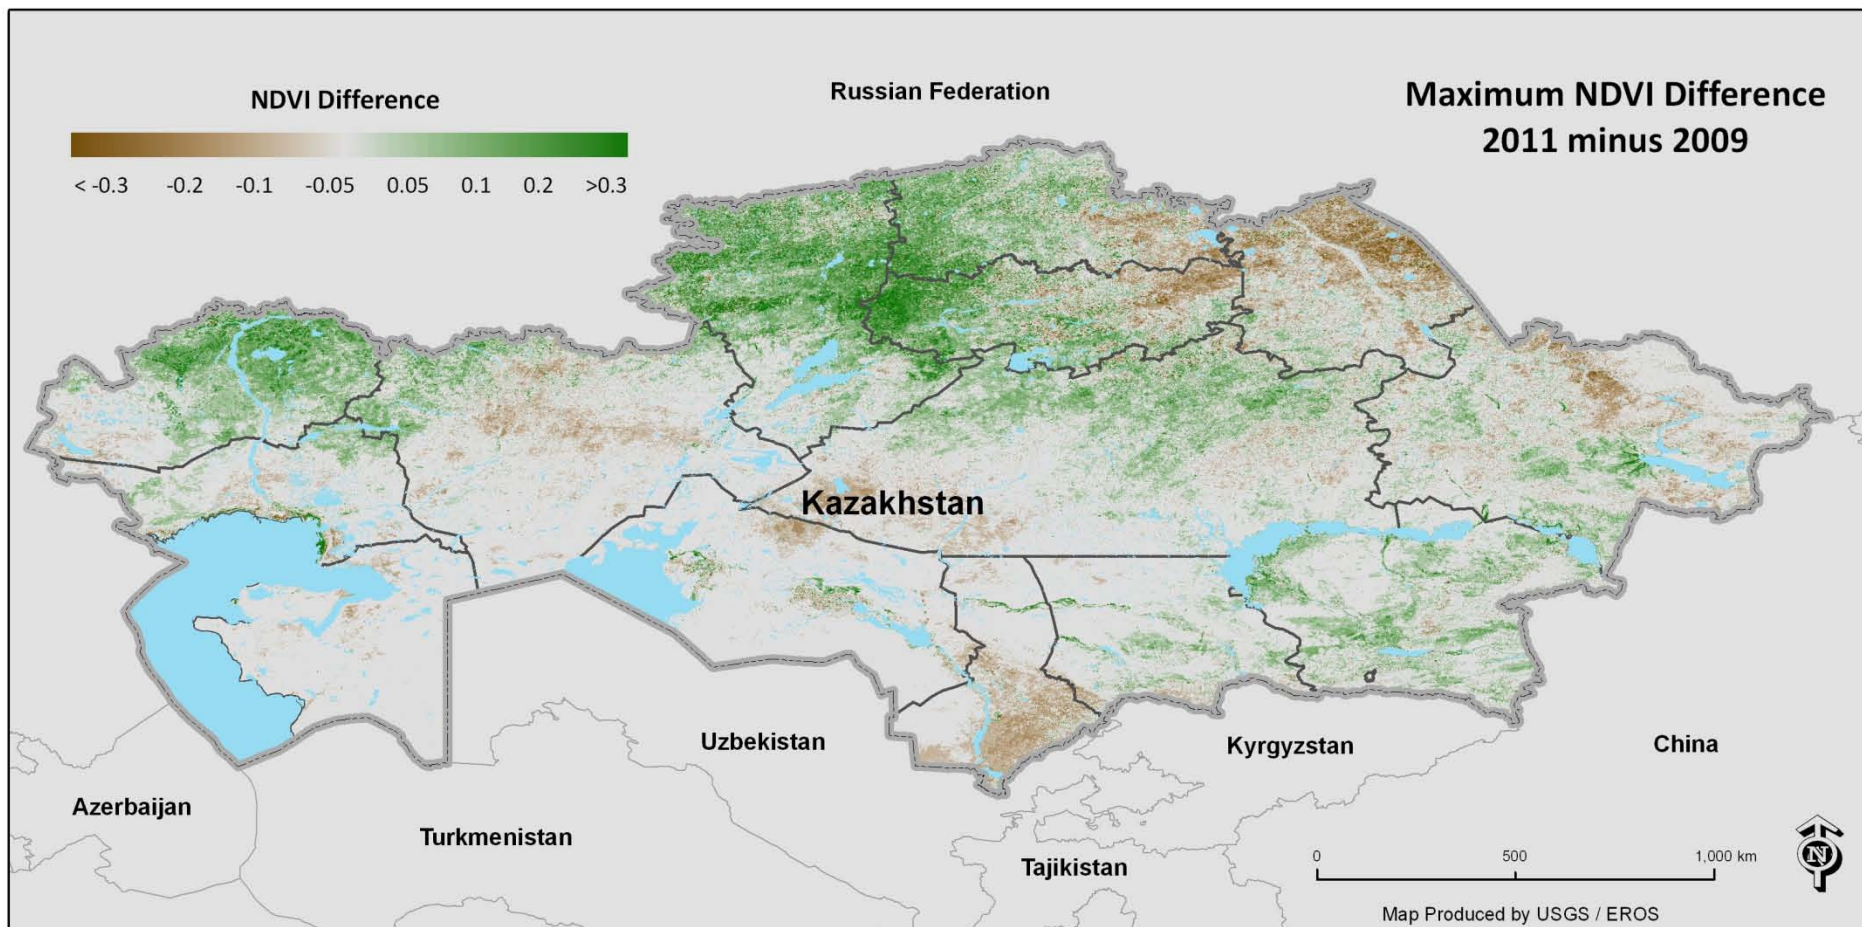 NDVI Difference
< -0.3 -0.2 -0.1 -0.05 0.05 0.1 0.2 >0.3
Russian Federation
Maximum NDVI Difference
2011 minus 2009
Kazakhstan
Uzbekistan
Kyrgyzstan
China
Azerbaijan
Turkmenistan
Tajikistan
0 500 1,000 km
N
Map Produced by USGS / EROS